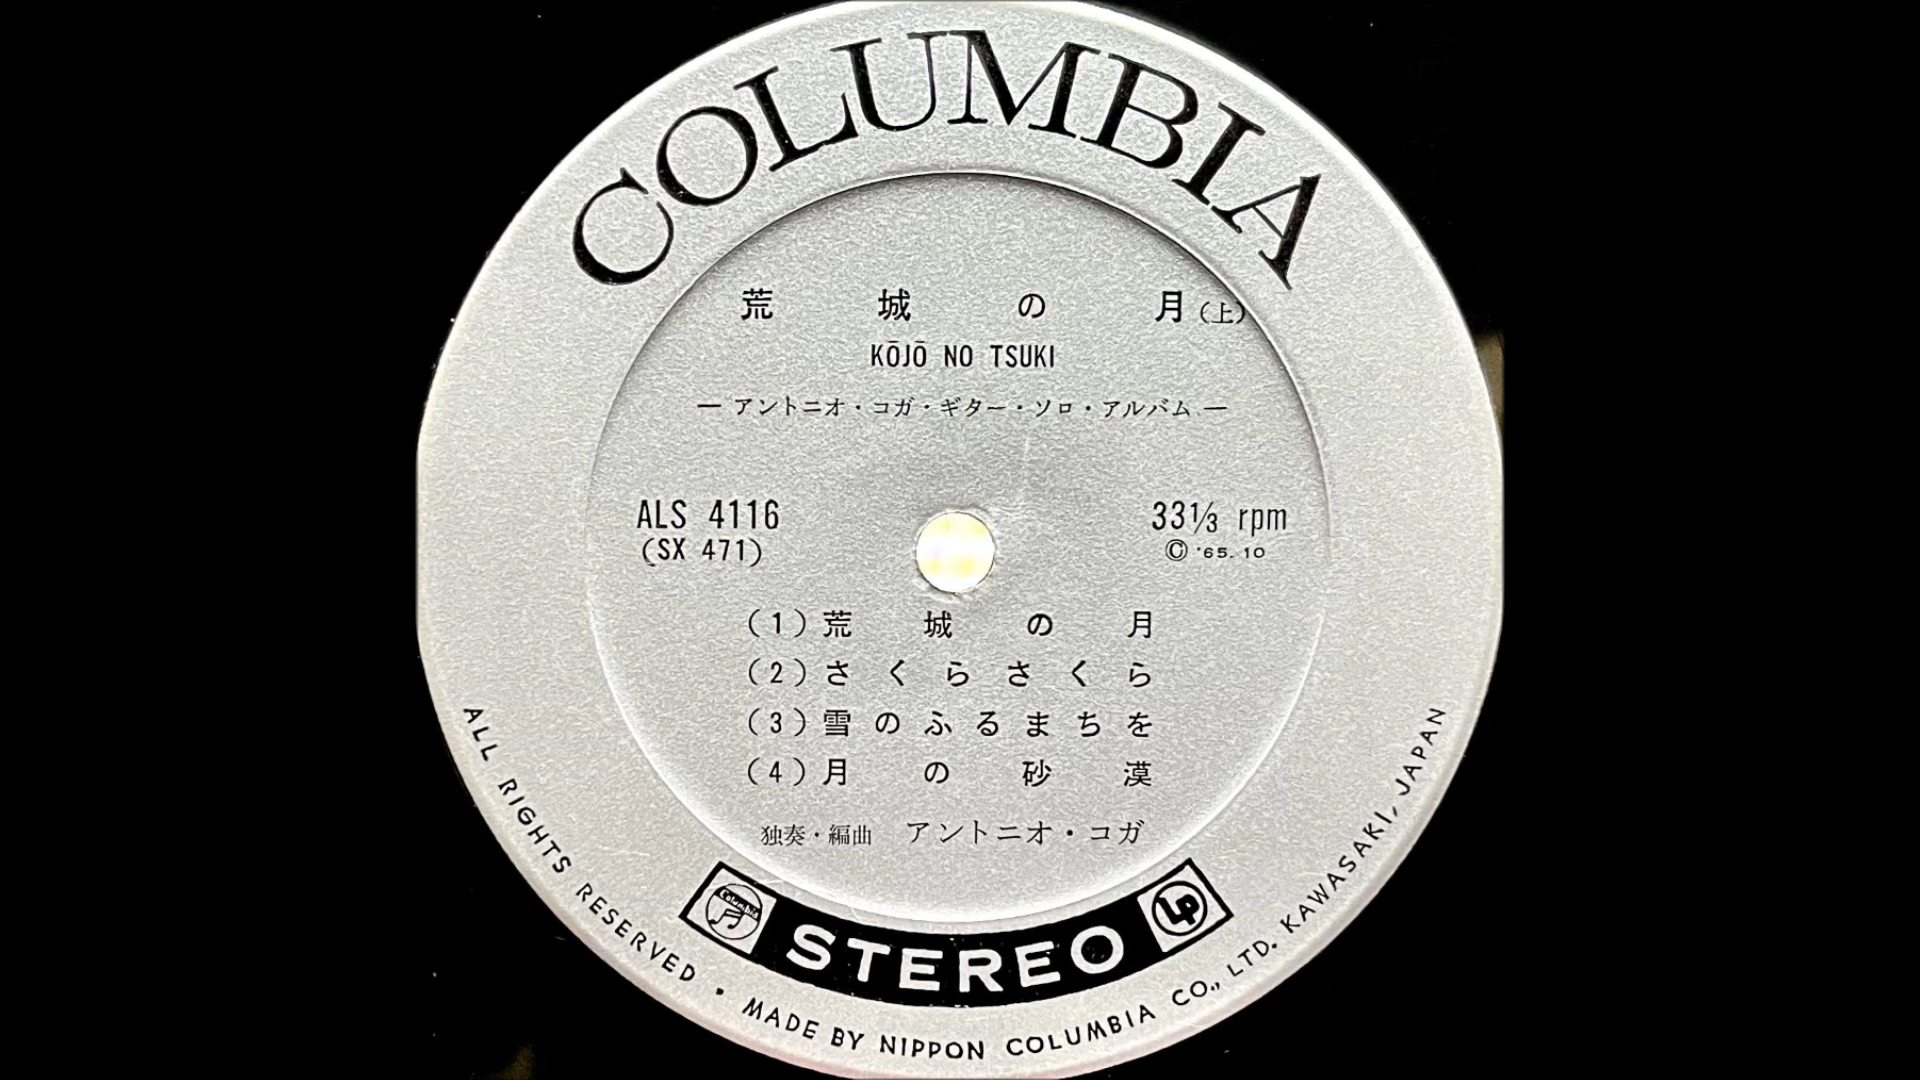 COLUMBIA
荒城の月(上)
KŌJŌ NO TSUKI
― アントニオ・コガ・ギター・ソロ・アルバム ―
ALS 4116
(SX 471)
33⅓ rpm
Ⓒ '65. 10
(1) 荒城の月
(2) さくらさくら
(3) 雪のふるまちを
(4) 月の砂漠
独奏・編曲 アントニオ・コガ
Columbia
STEREO
LP
ALL RIGHTS RESERVED • MADE BY NIPPON COLUMBIA CO., LTD. KAWASAKI, JAPAN